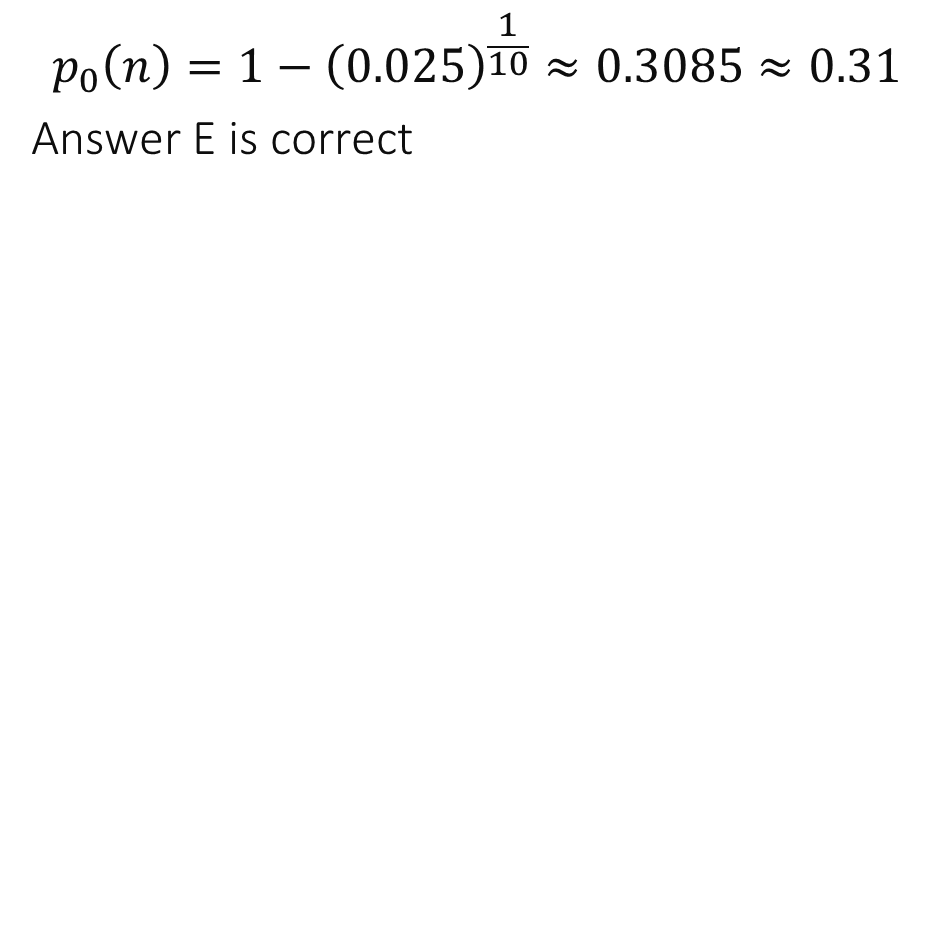 p₀(n) = 1 − (0.025)^(1/10) ≈ 0.3085 ≈ 0.31
Answer E is correct